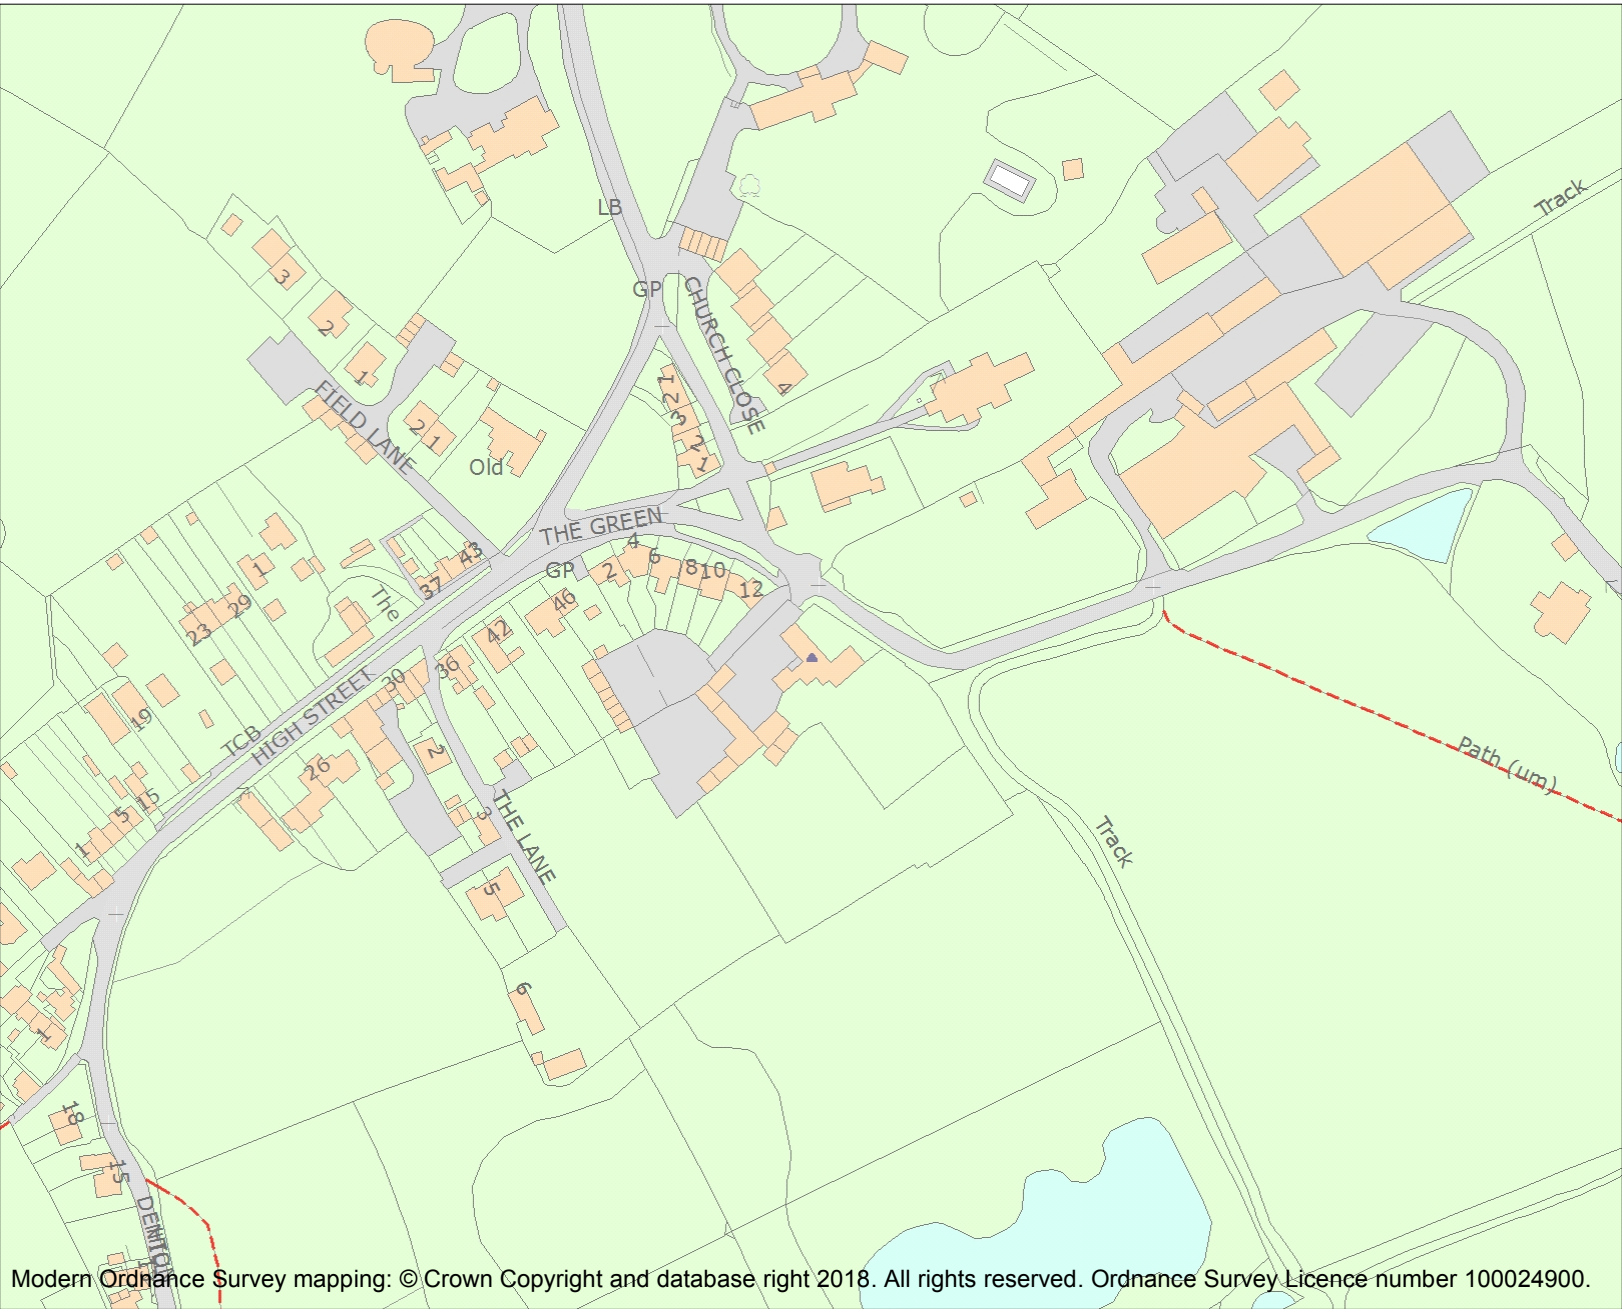 Track
LB
3
GP
CHURCH CLOSE
2
1
1
2
3
2
1
4
FIELD LANE
2
1
Old
THE GREEN
43
4
6
GP
2
8
10
12
1
37
The
29
46
23
42
36
30
19
HIGH STREET
TCB
2
26
Path (um)
15
5
3
THE LANE
Track
1
5
6
1
18
15
Modern Ordnance Survey mapping: © Crown Copyright and database right 2018. All rights reserved. Ordnance Survey Licence number 100024900.